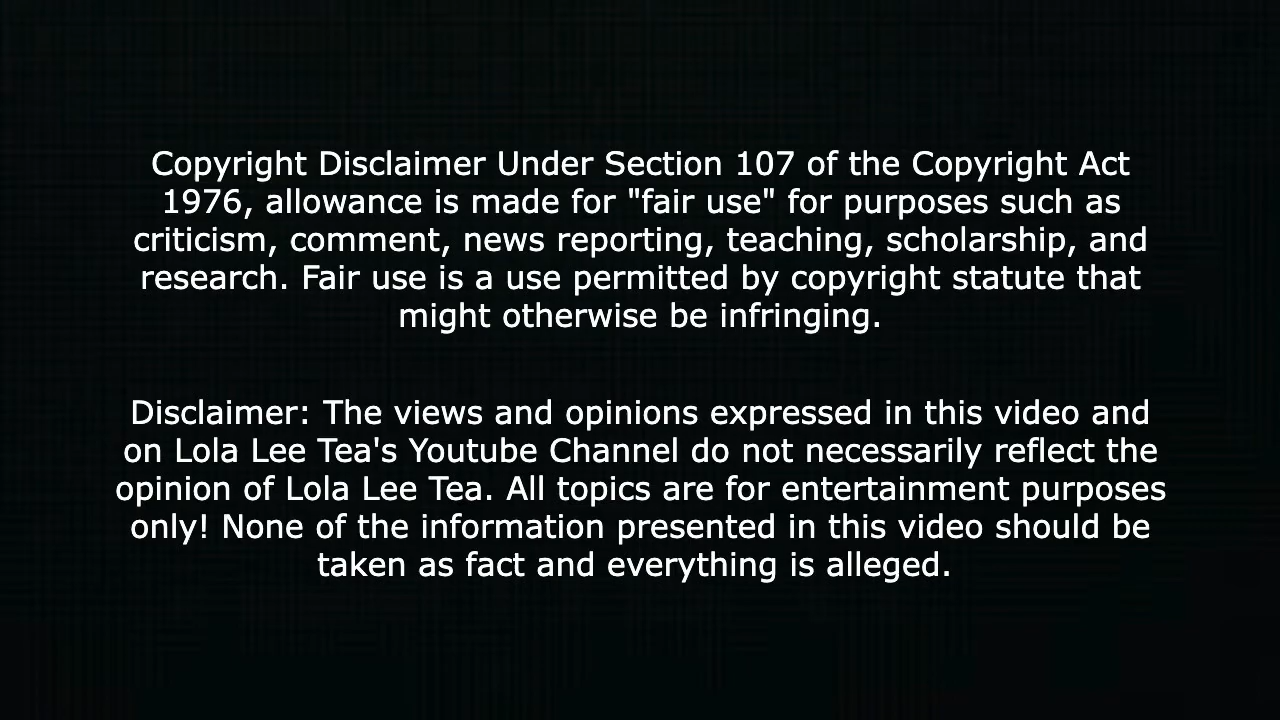 Copyright Disclaimer Under Section 107 of the Copyright Act
1976, allowance is made for "fair use" for purposes such as
criticism, comment, news reporting, teaching, scholarship, and
research. Fair use is a use permitted by copyright statute that
might otherwise be infringing.
Disclaimer: The views and opinions expressed in this video and
on Lola Lee Tea's Youtube Channel do not necessarily reflect the
opinion of Lola Lee Tea. All topics are for entertainment purposes
only! None of the information presented in this video should be
taken as fact and everything is alleged.